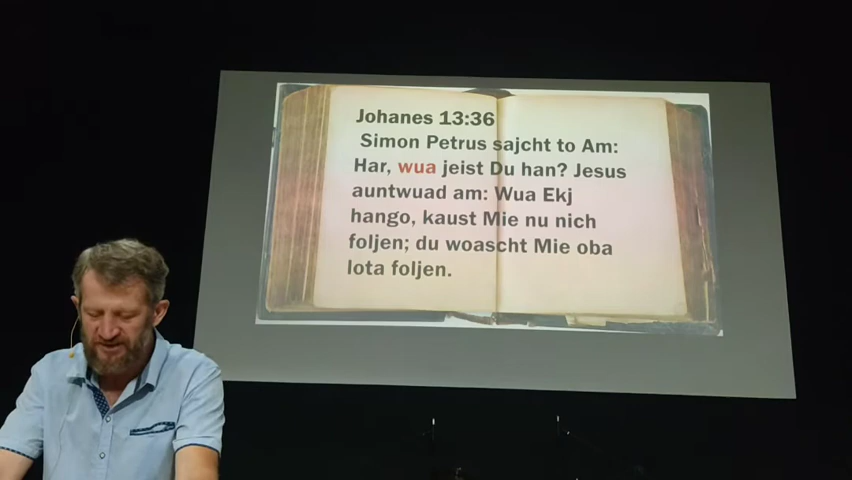 Johanes 13:36
Simon Petrus sajcht to Am:
Har, wua jeist Du han? Jesus
auntwuad am: Wua Ekj
hango, kaust Mie nu nich
foljen; du woascht Mie oba
lota foljen.